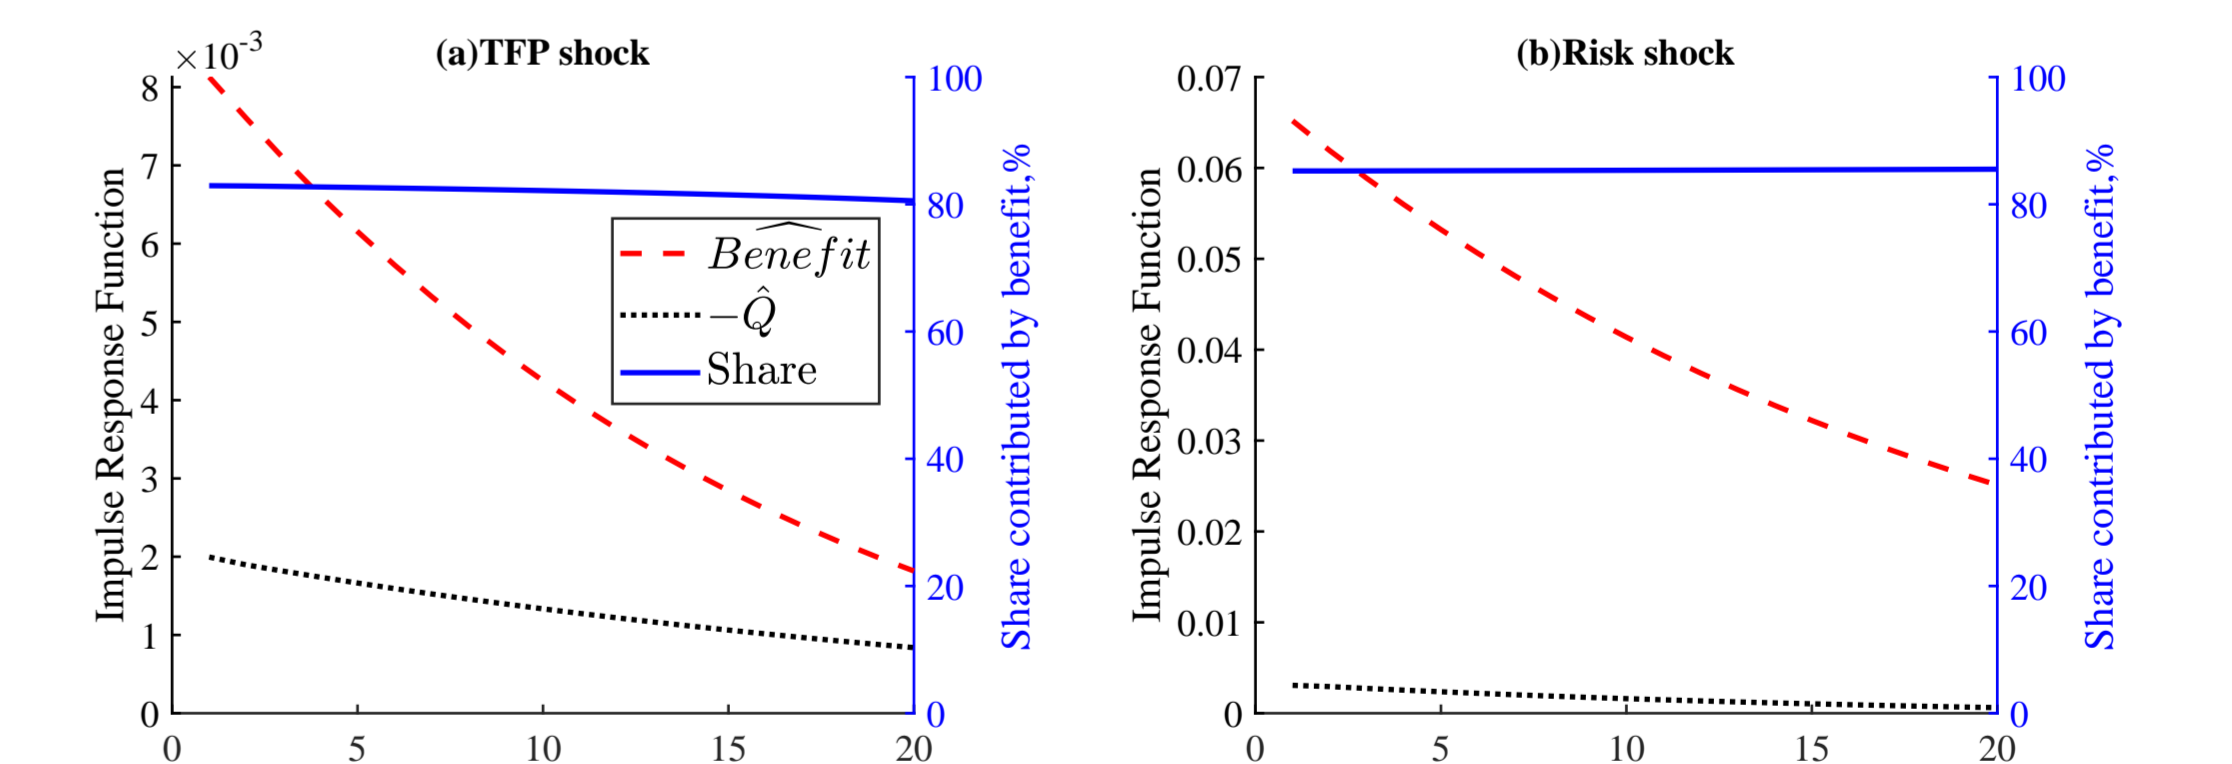 (a)TFP shock
×10⁻³
8
7
6
5
4
3
2
1
0
Impulse Response Function
0 5 10 15 20
100
80
60
40
20
0
Share contributed by benefit,%
$\widehat{Benefit}$
$-\hat{Q}$
Share
(b)Risk shock
0.07
0.06
0.05
0.04
0.03
0.02
0.01
0
Impulse Response Function
0 5 10 15 20
100
80
60
40
20
0
Share contributed by benefit,%